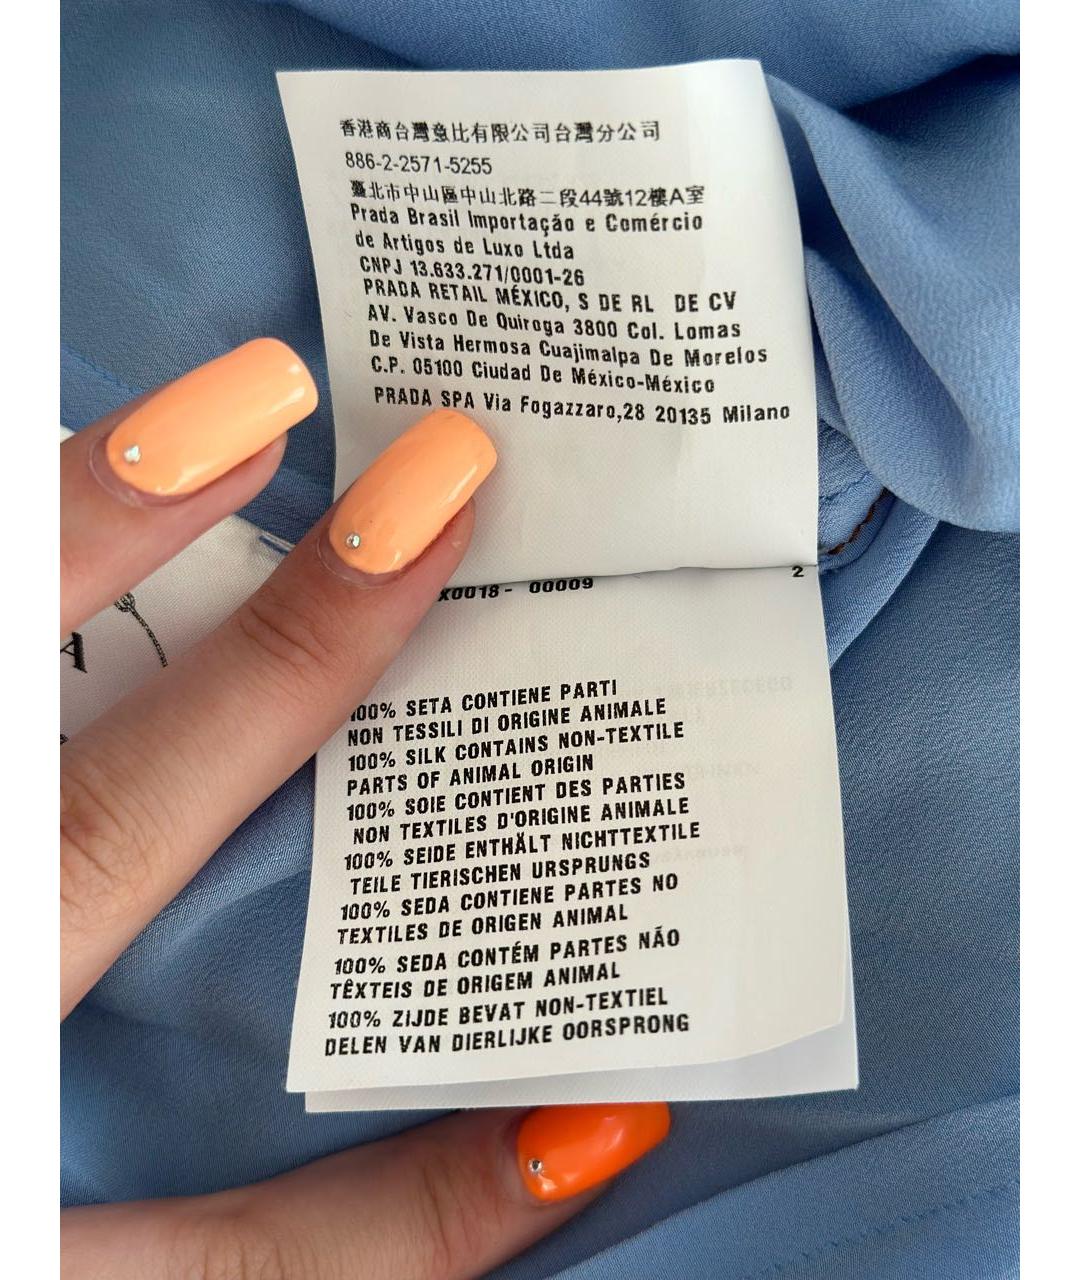 香港商台灣意比有限公司台灣分公司
886-2-2571-5255
臺北市中山區中山北路二段44號12樓A室
Prada Brasil Importação e Comércio
de Artigos de Luxo Ltda
CNPJ 13.633.271/0001-26
PRADA RETAIL MÉXICO, S DE RL DE CV
AV. Vasco De Quiroga 3800 Col. Lomas
De Vista Hermosa Cuajimalpa De Morelos
C.P. 05100 Ciudad De México-México
PRADA SPA Via Fogazzaro,28 20135 Milano
2
X0018- 00009
100% SETA CONTIENE PARTI
NON TESSILI DI ORIGINE ANIMALE
100% SILK CONTAINS NON-TEXTILE
PARTS OF ANIMAL ORIGIN
100% SOIE CONTIENT DES PARTIES
NON TEXTILES D'ORIGINE ANIMALE
100% SEIDE ENTHÄLT NICHTTEXTILE
TEILE TIERISCHEN URSPRUNGS
100% SEDA CONTIENE PARTES NO
TEXTILES DE ORIGEN ANIMAL
100% SEDA CONTÉM PARTES NÃO
TÊXTEIS DE ORIGEM ANIMAL
100% ZIJDE BEVAT NON-TEXTIEL
DELEN VAN DIERLIJKE OORSPRONG
A